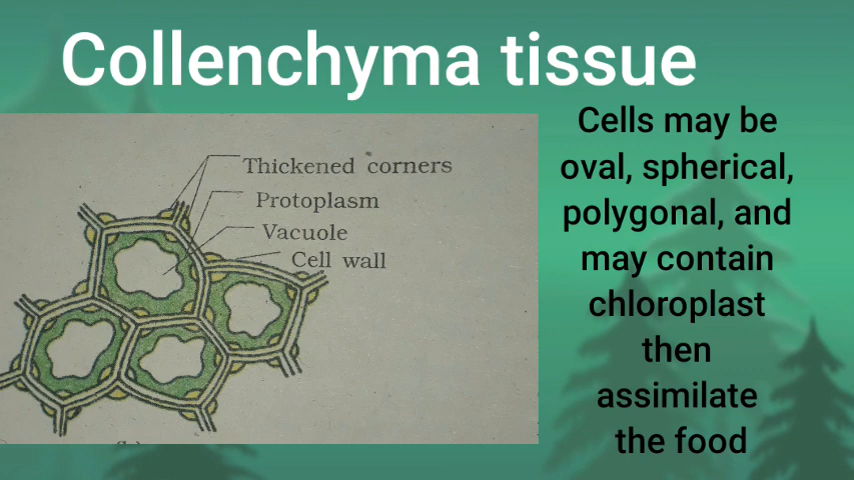 Collenchyma tissue
Thickened corners
Protoplasm
Vacuole
Cell wall
Cells may be
oval, spherical,
polygonal, and
may contain
chloroplast
then
assimilate
the food